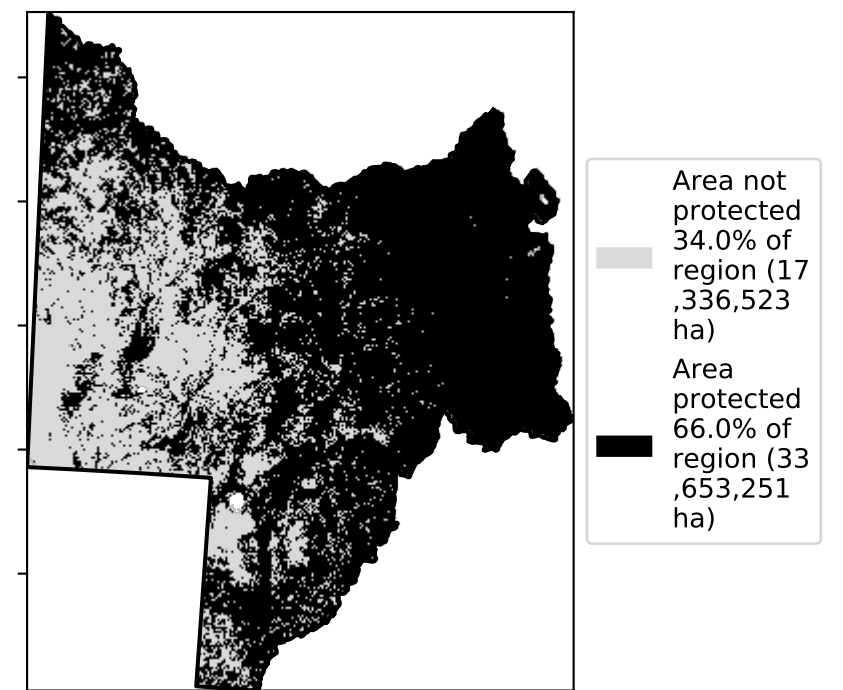 Area not
protected
34.0% of
region (17
,336,523
ha)
Area
protected
66.0% of
region (33
,653,251
ha)